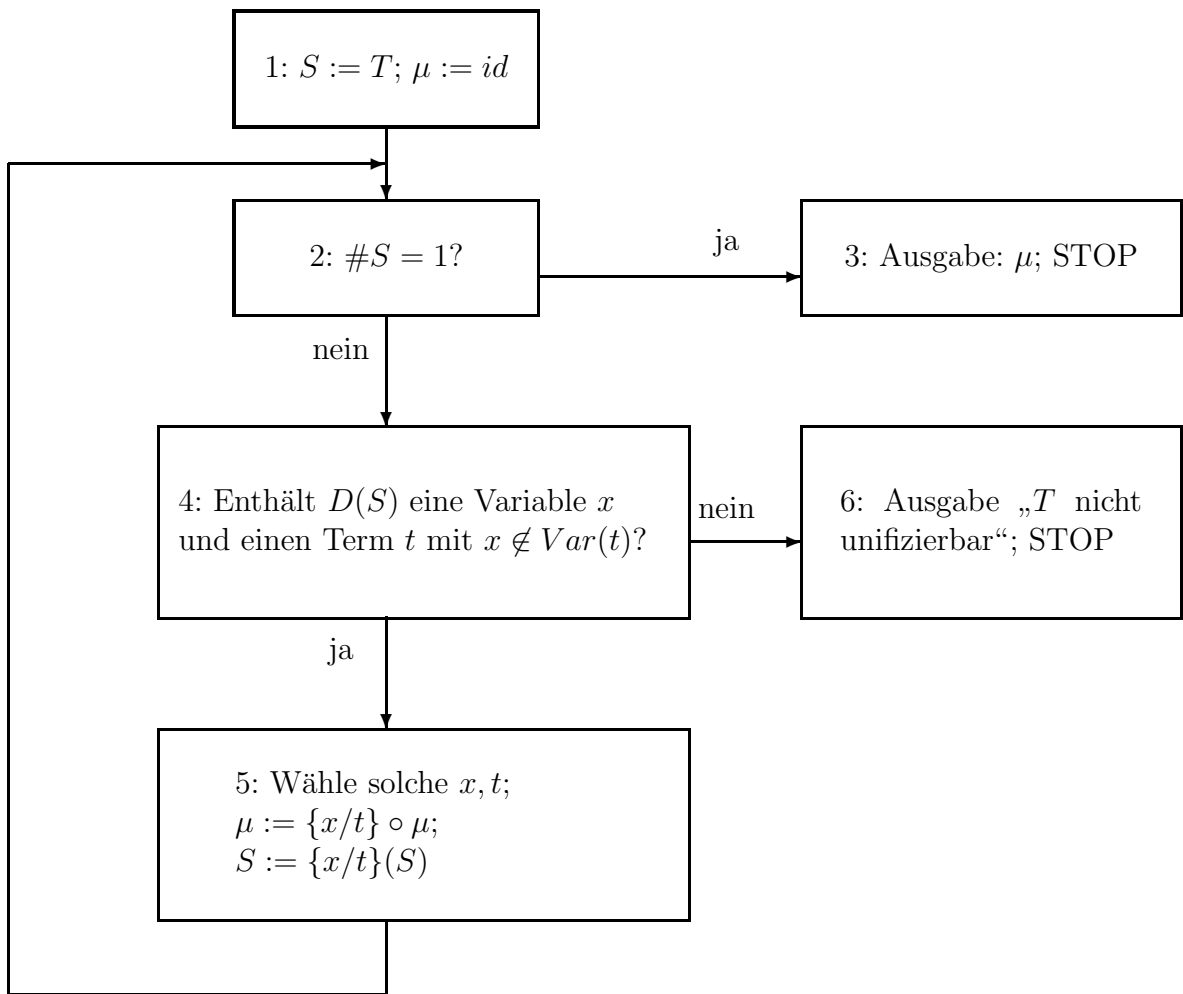 1: S := T; μ := id
2: #S = 1?
ja
3: Ausgabe: μ; STOP
nein
4: Enthält D(S) eine Variable x
und einen Term t mit x ∉ Var(t)?
nein
6: Ausgabe „T nicht
unifizierbar“; STOP
ja
5: Wähle solche x, t;
μ := {x/t} ∘ μ;
S := {x/t}(S)